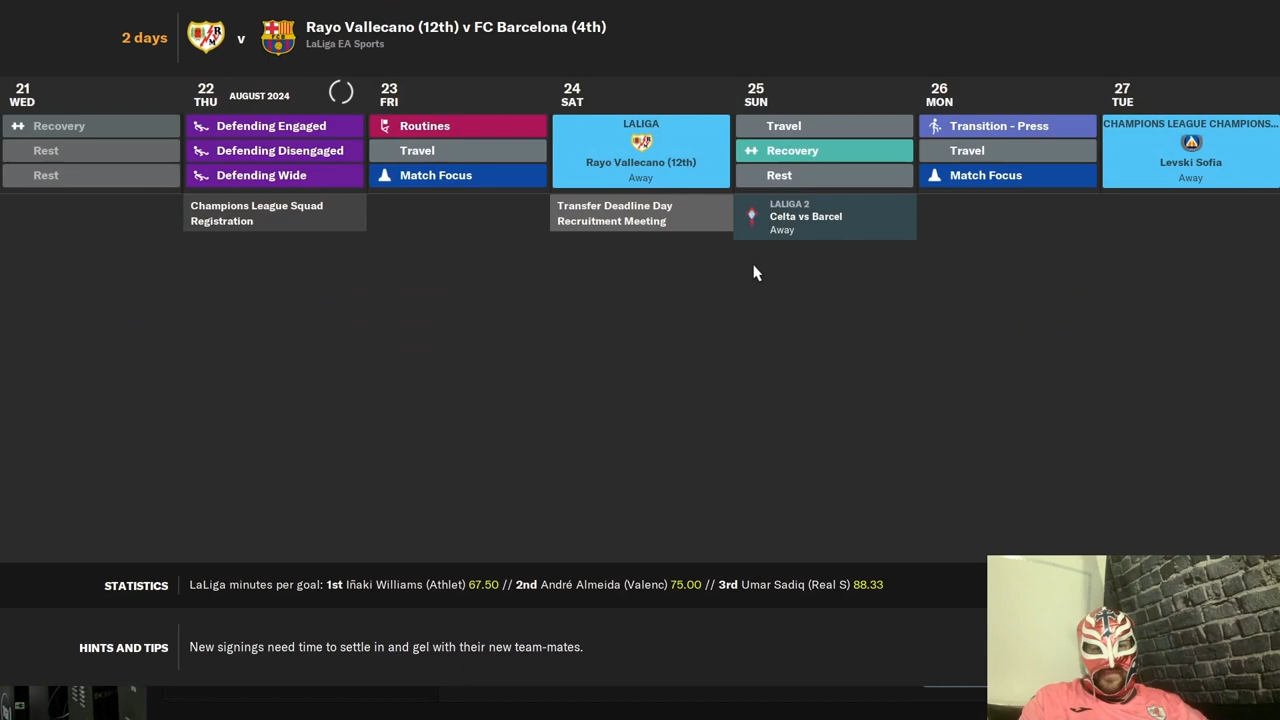 2 days
v
Rayo Vallecano (12th) v FC Barcelona (4th)
LaLiga EA Sports
21
WED
22
THU
AUGUST 2024
23
FRI
24
SAT
25
SUN
26
MON
27
TUE
Recovery
Rest
Rest
Defending Engaged
Defending Disengaged
Defending Wide
Champions League Squad
Registration
Routines
Travel
Match Focus
LALIGA
Rayo Vallecano (12th)
Away
Transfer Deadline Day
Recruitment Meeting
Travel
Recovery
Rest
LALIGA 2
Celta vs Barcel
Away
Transition - Press
Travel
Match Focus
CHAMPIONS LEAGUE CHAMPIONS...
Levski Sofia
Away
STATISTICS
LaLiga minutes per goal: 1st Iñaki Williams (Athlet) 67.50 // 2nd André Almeida (Valenc) 75.00 // 3rd Umar Sadiq (Real S) 88.33
HINTS AND TIPS
New signings need time to settle in and gel with their new team-mates.